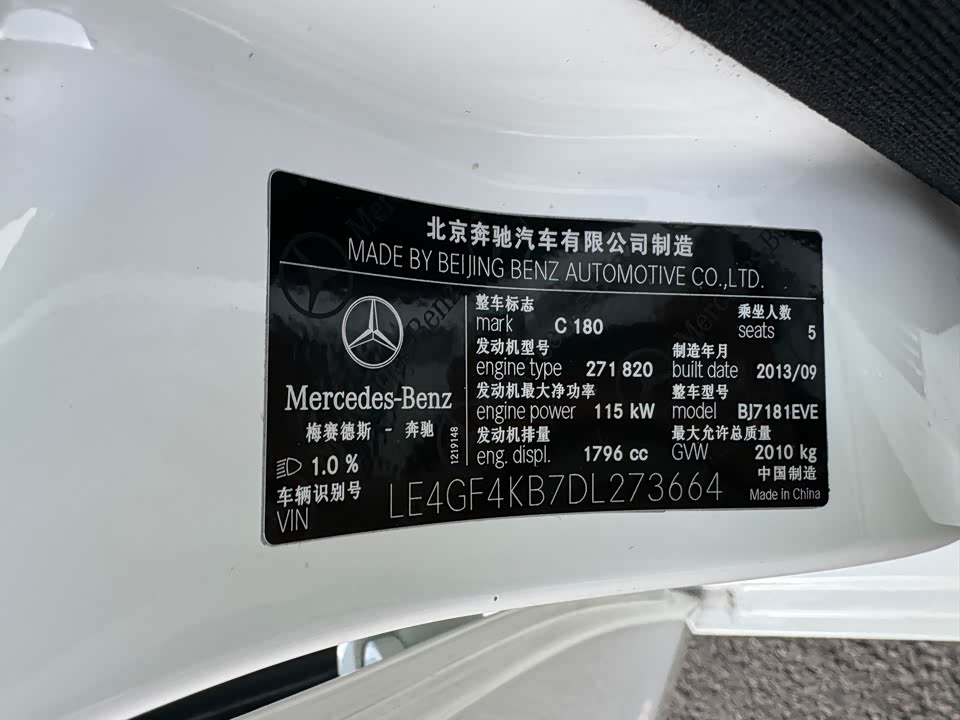 北京奔驰汽车有限公司制造
MADE BY BEIJING BENZ AUTOMOTIVE CO.,LTD.
Mercedes-Benz
梅赛德斯 - 奔驰
1.0 %
1219148
整车标志
mark C 180
乘坐人数
seats 5
发动机型号
engine type 271 820
制造年月
built date 2013/09
发动机最大净功率
engine power 115 kW
整车型号
model BJ7181EVE
发动机排量
eng. displ. 1796 cc
最大允许总质量
GVW 2010 kg
车辆识别号
VIN LE4GF4KB7DL273664
中国制造
Made in China